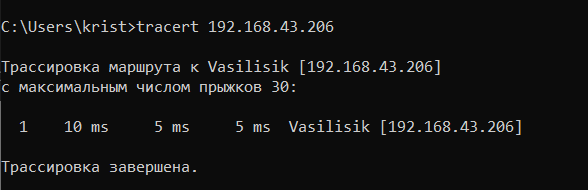 C:\Users\krist>tracert 192.168.43.206
Трассировка маршрута к Vasilisik [192.168.43.206]
с максимальным числом прыжков 30:
1 10 ms 5 ms 5 ms Vasilisik [192.168.43.206]
Трассировка завершена.